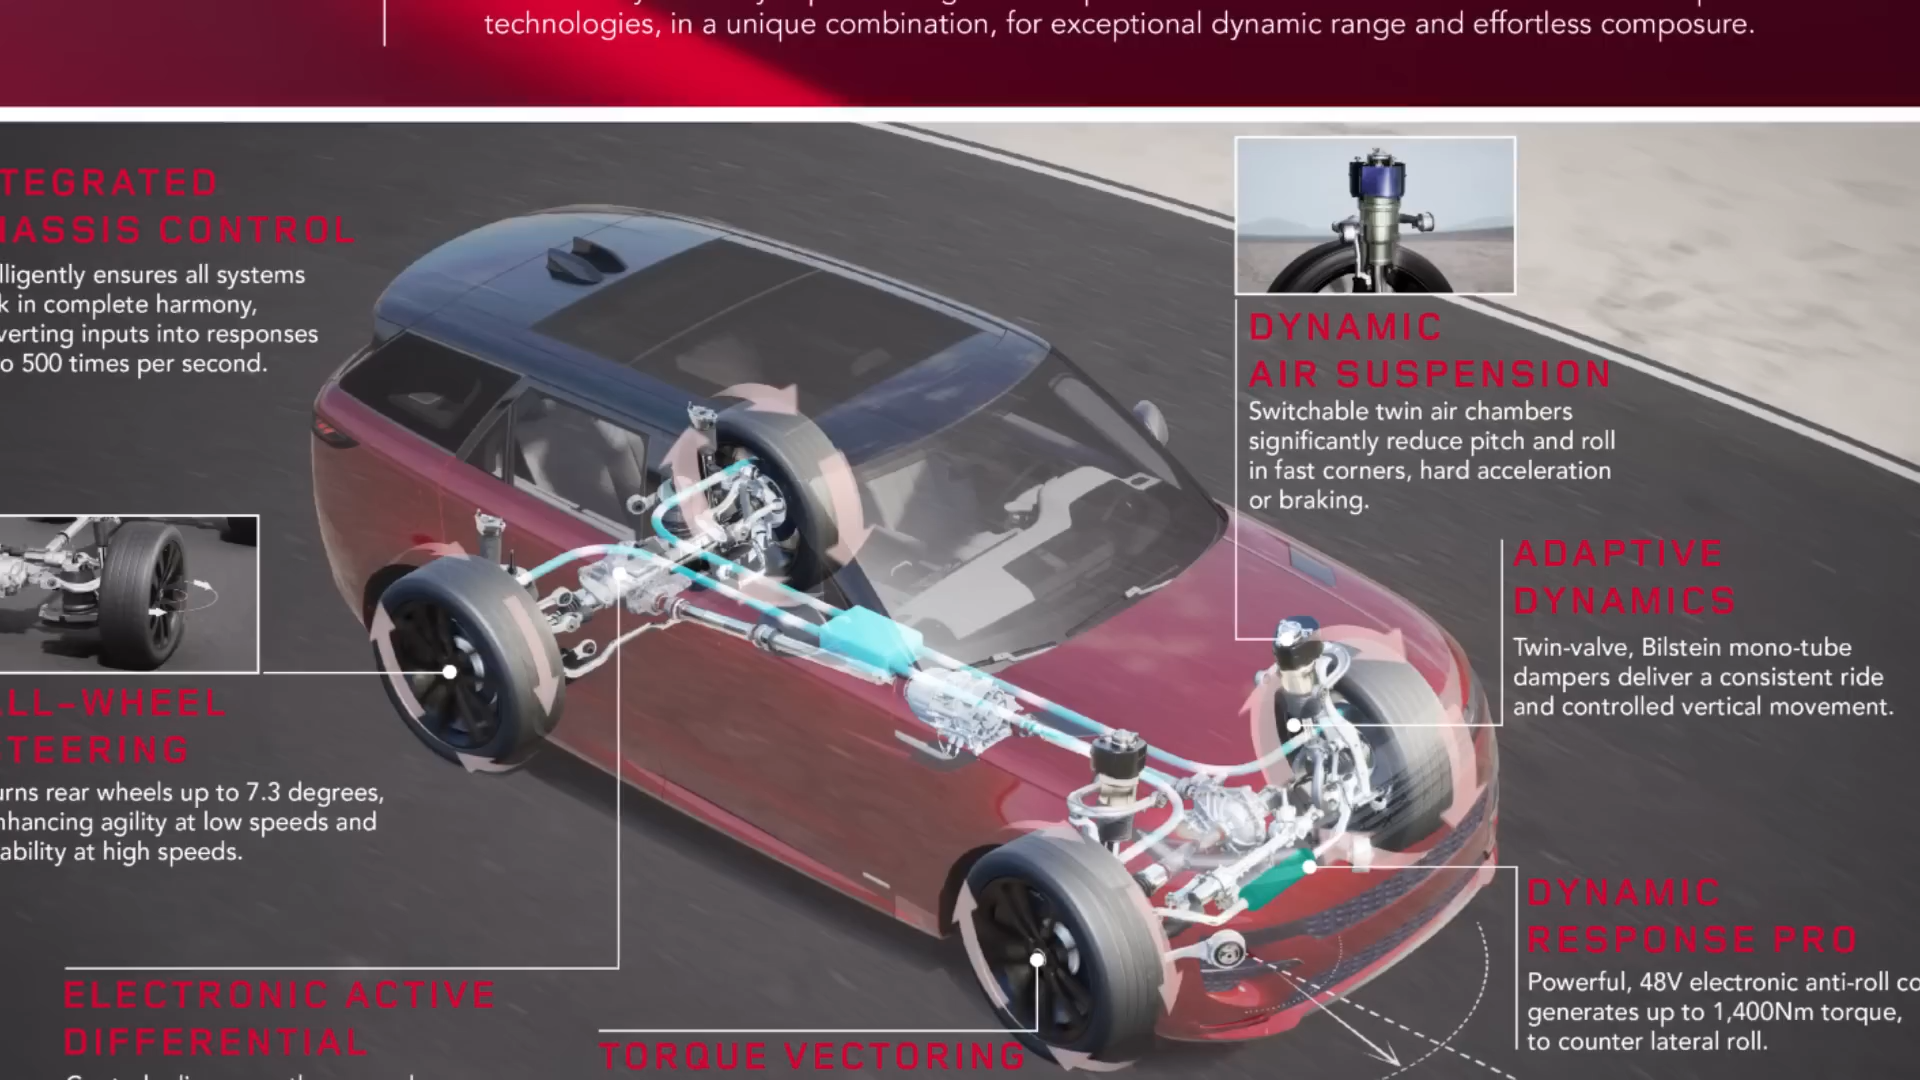 technologies, in a unique combination, for exceptional dynamic range and effortless composure.
TEGRATED
ASSIS CONTROL
lligently ensures all systems
k in complete harmony,
verting inputs into responses
o 500 times per second.
LL-WHEEL
TEERING
urns rear wheels up to 7.3 degrees,
nhancing agility at low speeds and
ability at high speeds.
ELECTRONIC ACTIVE
DIFFERENTIAL
TORQUE VECTORING
DYNAMIC
AIR SUSPENSION
Switchable twin air chambers
significantly reduce pitch and roll
in fast corners, hard acceleration
or braking.
ADAPTIVE
DYNAMICS
Twin-valve, Bilstein mono-tube
dampers deliver a consistent ride
and controlled vertical movement.
DYNAMIC
RESPONSE PRO
Powerful, 48V electronic anti-roll co
generates up to 1,400Nm torque,
to counter lateral roll.